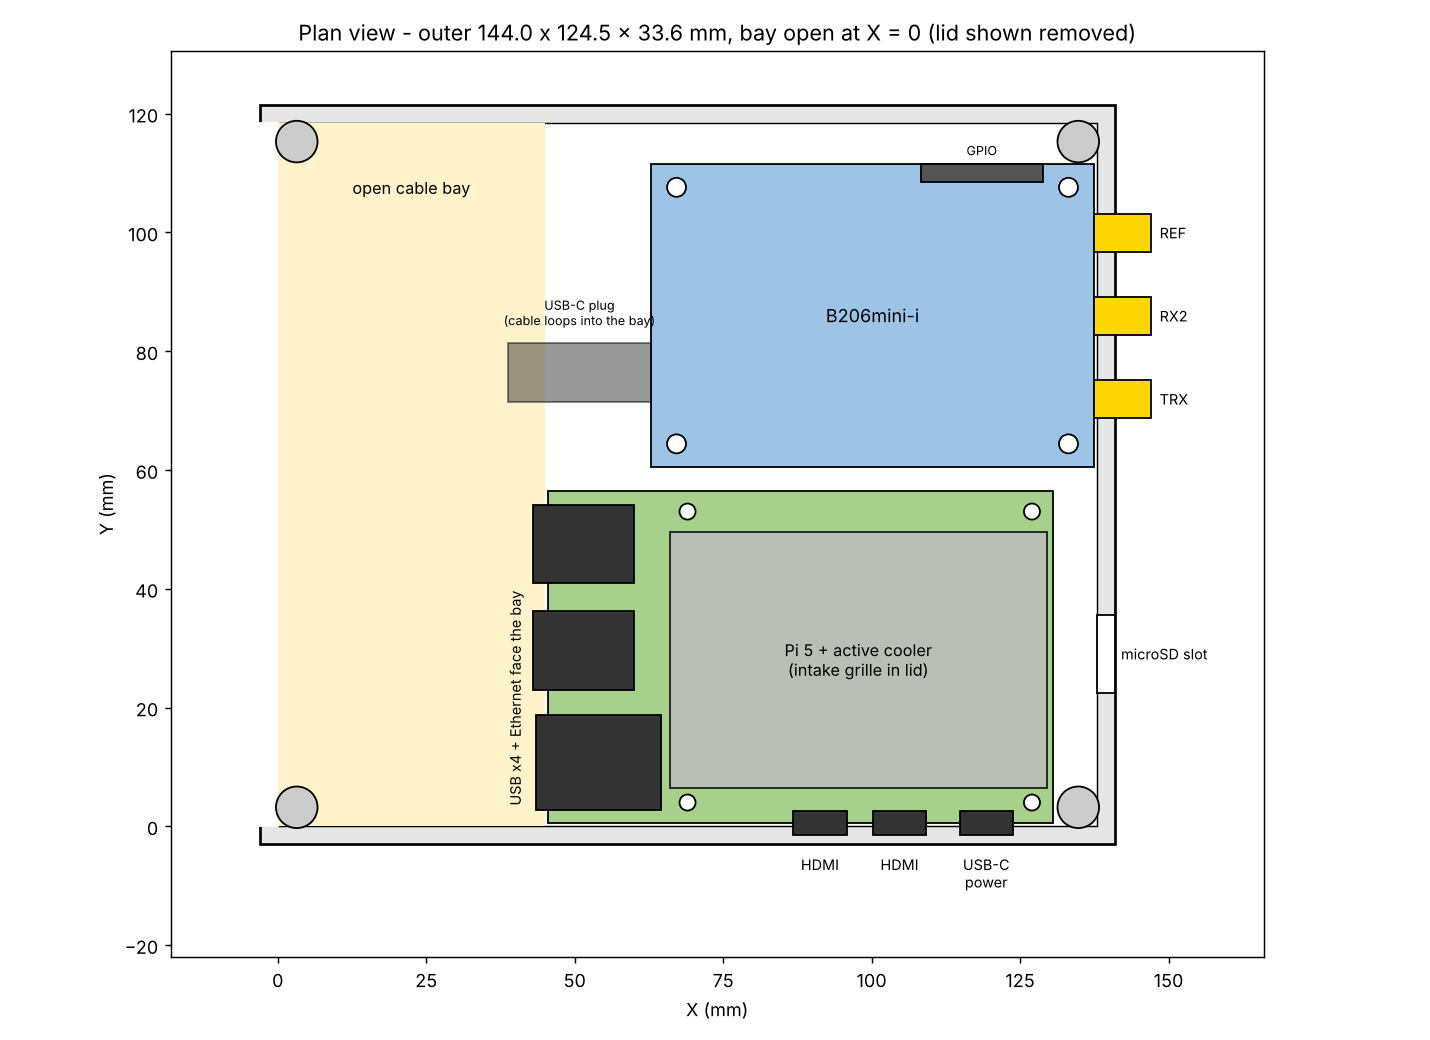 Plan view - outer 144.0 x 124.5 × 33.6 mm, bay open at X = 0 (lid shown removed)
120
100
80
60
40
20
0
−20
Y (mm)
open cable bay
GPIO
REF
RX2
TRX
B206mini-i
USB-C plug
(cable loops into the bay)
USB x4 + Ethernet face the bay
Pi 5 + active cooler
(intake grille in lid)
microSD slot
HDMI
HDMI
USB-C
power
0
25
50
75
100
125
150
X (mm)